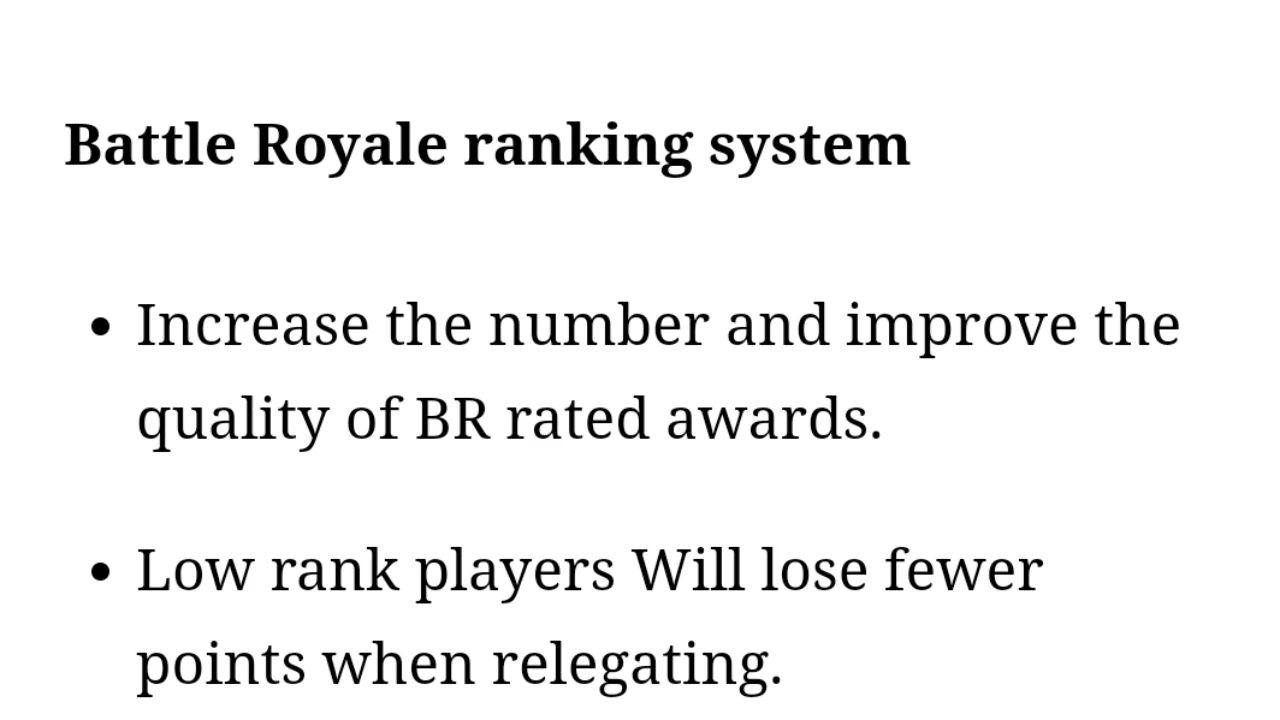 Battle Royale ranking system
• Increase the number and improve the
quality of BR rated awards.
• Low rank players Will lose fewer
points when relegating.